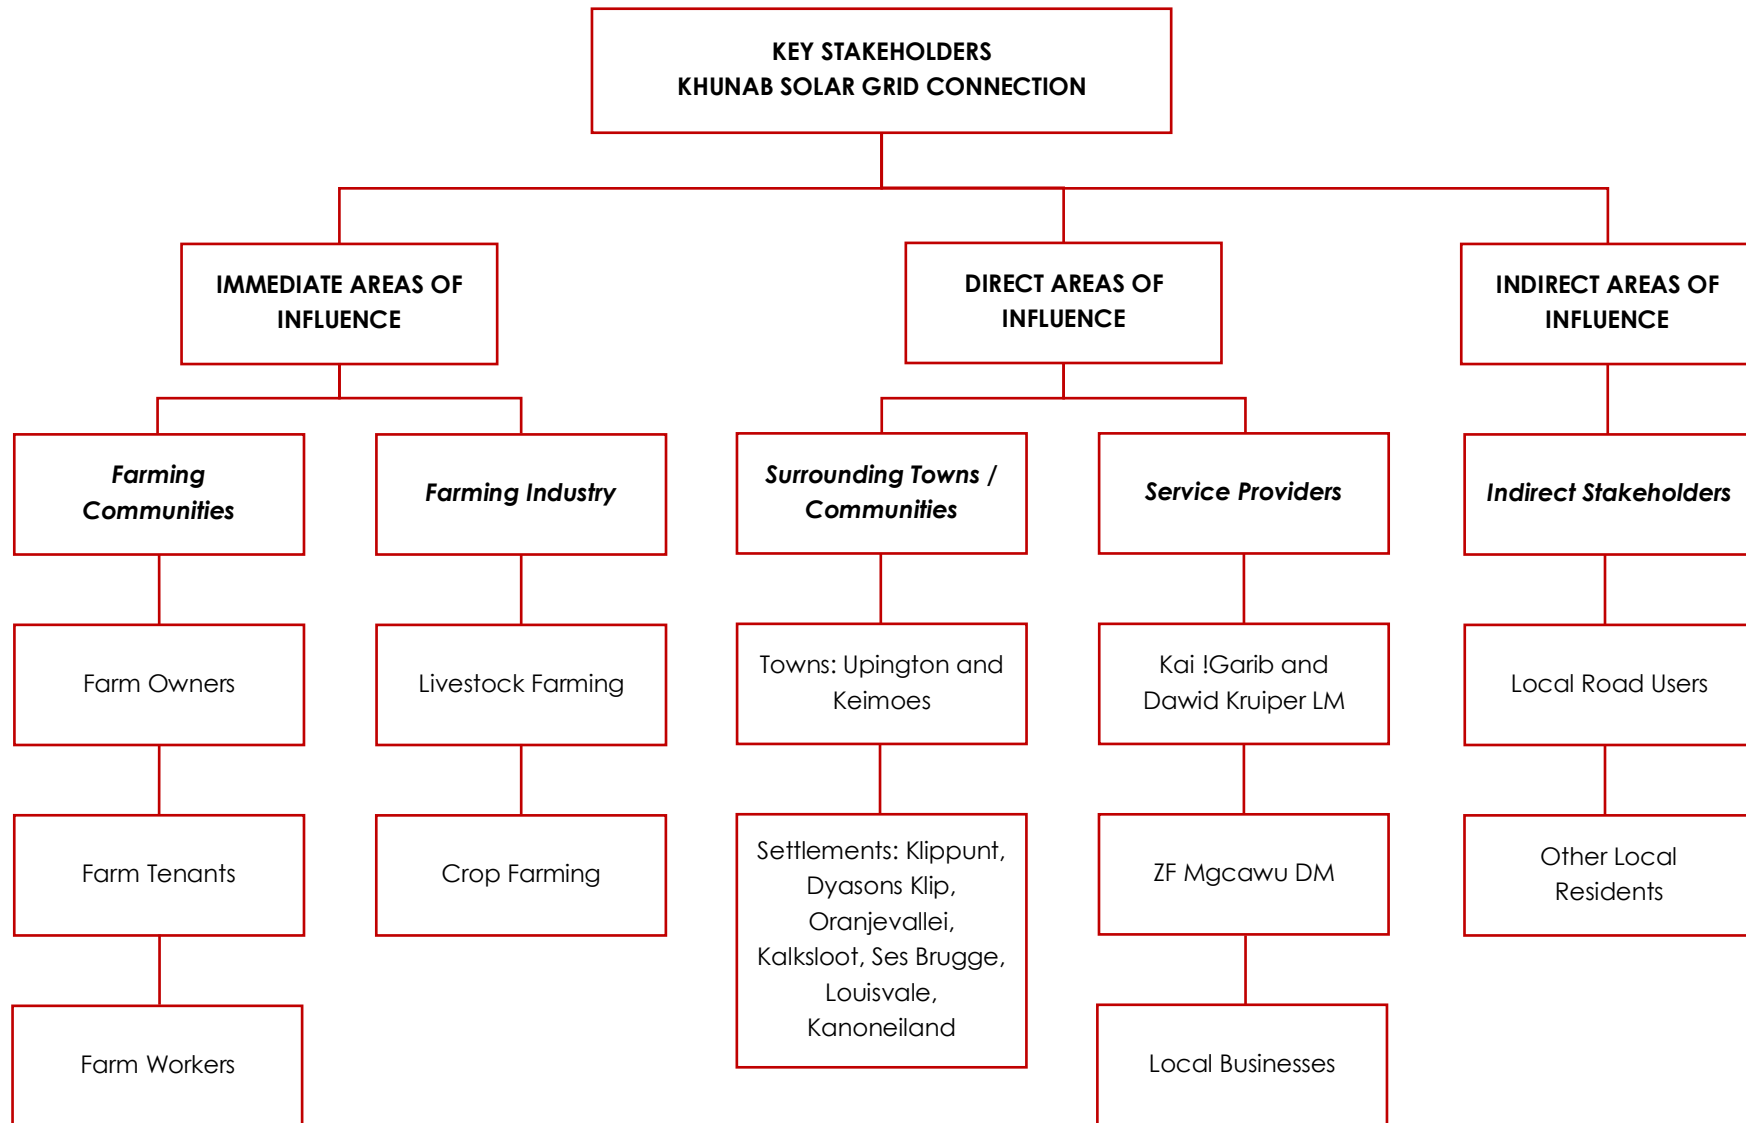 KEY STAKEHOLDERS
KHUNAB SOLAR GRID CONNECTION
IMMEDIATE AREAS OF
INFLUENCE
DIRECT AREAS OF
INFLUENCE
INDIRECT AREAS OF
INFLUENCE
Farming
Communities
Farming Industry
Surrounding Towns /
Communities
Service Providers
Indirect Stakeholders
Farm Owners
Livestock Farming
Towns: Upington and
Keimoes
Kai !Garib and
Dawid Kruiper LM
Local Road Users
Farm Tenants
Crop Farming
Settlements: Klippunt,
Dyasons Klip,
Oranjevallei,
Kalksloot, Ses Brugge,
Louisvale,
Kanoneiland
ZF Mgcawu DM
Other Local
Residents
Farm Workers
Local Businesses